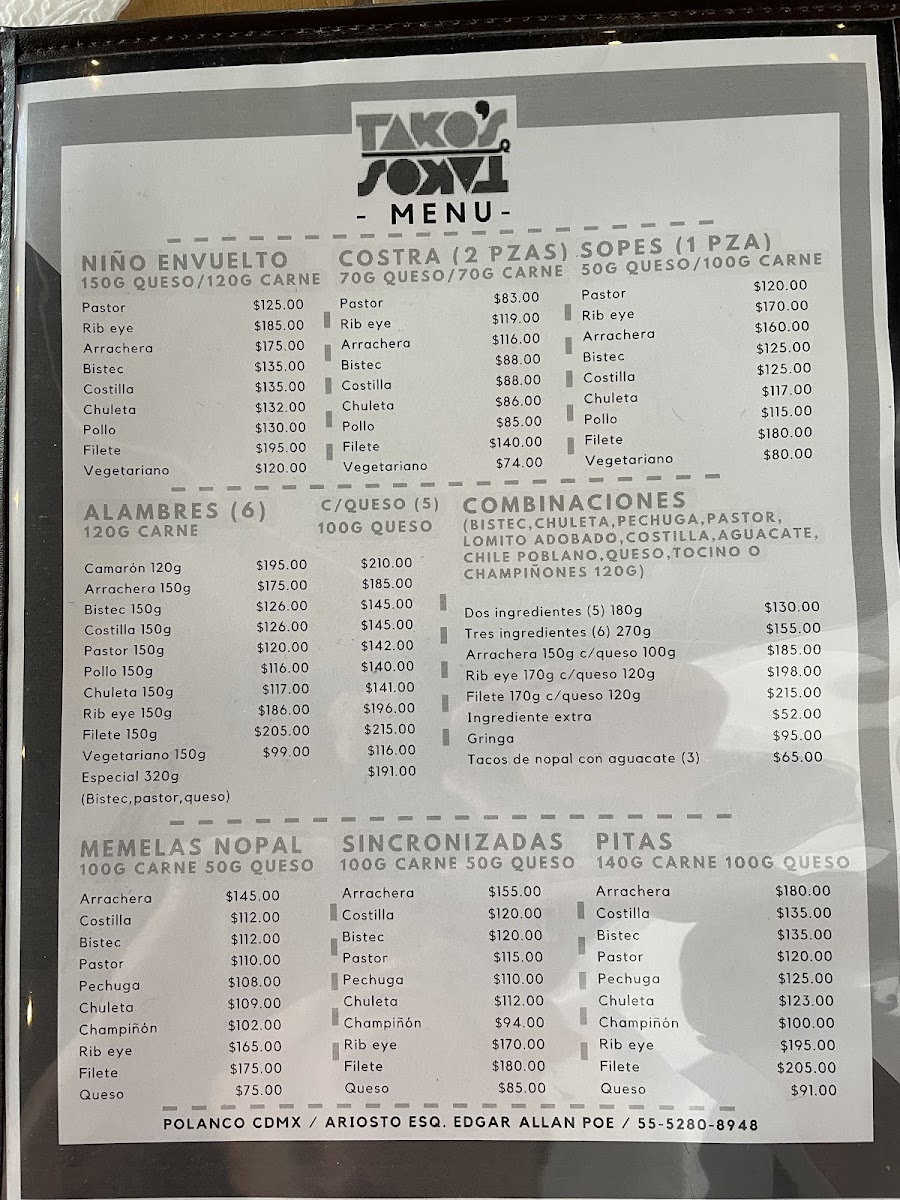 TAKO'S
TAKOS
- MENU -
NIÑO ENVUELTO
150G QUESO/120G CARNE
Pastor $125.00
Rib eye $185.00
Arrachera $175.00
Bistec $135.00
Costilla $135.00
Chuleta $132.00
Pollo $130.00
Filete $195.00
Vegetariano $120.00
COSTRA (2 PZAS)
70G QUESO/70G CARNE
Pastor $83.00
Rib eye $119.00
Arrachera $116.00
Bistec $88.00
Costilla $88.00
Chuleta $86.00
Pollo $85.00
Filete $140.00
Vegetariano $74.00
SOPES (1 PZA)
50G QUESO/100G CARNE
Pastor $120.00
Rib eye $170.00
Arrachera $160.00
Bistec $125.00
Costilla $125.00
Chuleta $117.00
Pollo $115.00
Filete $180.00
Vegetariano $80.00
ALAMBRES (6) C/QUESO (5)
120G CARNE 100G QUESO
Camarón 120g $195.00 $210.00
Arrachera 150g $175.00 $185.00
Bistec 150g $126.00 $145.00
Costilla 150g $126.00 $145.00
Pastor 150g $120.00 $142.00
Pollo 150g $116.00 $140.00
Chuleta 150g $117.00 $141.00
Rib eye 150g $186.00 $196.00
Filete 150g $205.00 $215.00
Vegetariano 150g $99.00 $116.00
Especial 320g $191.00
(Bistec,pastor,queso)
COMBINACIONES
(BISTEC,CHULETA,PECHUGA,PASTOR,
LOMITO ADOBADO,COSTILLA,AGUACATE,
CHILE POBLANO,QUESO,TOCINO O
CHAMPIÑONES 120G)
Dos ingredientes (5) 180g $130.00
Tres ingredientes (6) 270g $155.00
Arrachera 150g c/queso 100g $185.00
Rib eye 170g c/queso 120g $198.00
Filete 170g c/queso 120g $215.00
Ingrediente extra $52.00
Gringa $95.00
Tacos de nopal con aguacate (3) $65.00
MEMELAS NOPAL
100G CARNE 50G QUESO
Arrachera $145.00
Costilla $112.00
Bistec $112.00
Pastor $110.00
Pechuga $108.00
Chuleta $109.00
Champiñón $102.00
Rib eye $165.00
Filete $175.00
Queso $75.00
SINCRONIZADAS
100G CARNE 50G QUESO
Arrachera $155.00
Costilla $120.00
Bistec $120.00
Pastor $115.00
Pechuga $110.00
Chuleta $112.00
Champiñón $94.00
Rib eye $170.00
Filete $180.00
Queso $85.00
PITAS
140G CARNE 100G QUESO
Arrachera $180.00
Costilla $135.00
Bistec $135.00
Pastor $120.00
Pechuga $125.00
Chuleta $123.00
Champiñón $100.00
Rib eye $195.00
Filete $205.00
Queso $91.00
POLANCO CDMX / ARIOSTO ESQ. EDGAR ALLAN POE / 55-5280-8948